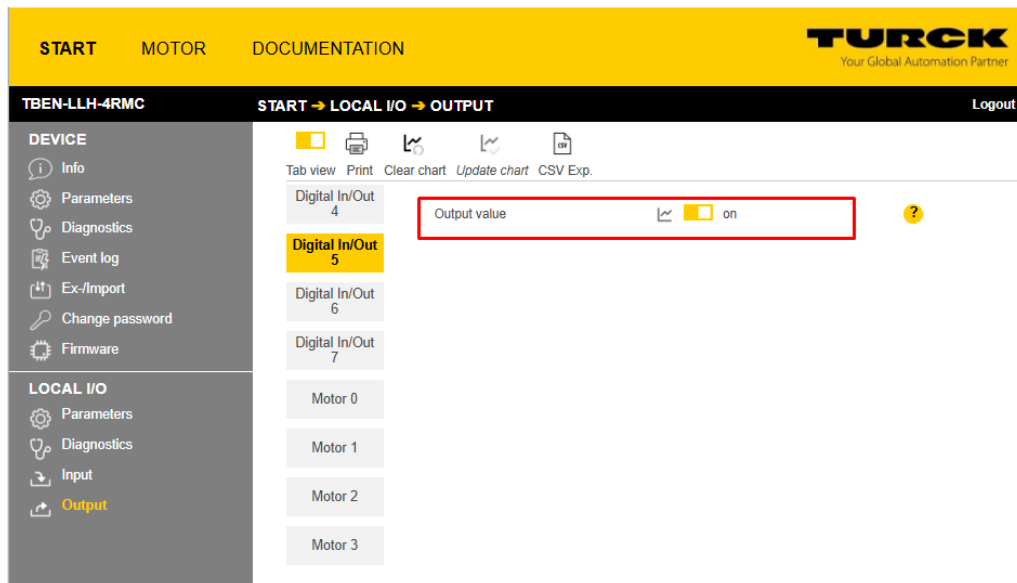 START MOTOR DOCUMENTATION
TURCK
Your Global Automation Partner
TBEN-LLH-4RMC
START ➔ LOCAL I/O ➔ OUTPUT
Logout
DEVICE
Info
Parameters
Diagnostics
Event log
Ex-/Import
Change password
Firmware
LOCAL I/O
Parameters
Diagnostics
Input
Output
Tab view Print Clear chart Update chart CSV Exp.
CSV
Digital In/Out
4
Digital In/Out
5
Digital In/Out
6
Digital In/Out
7
Motor 0
Motor 1
Motor 2
Motor 3
Output value on
?